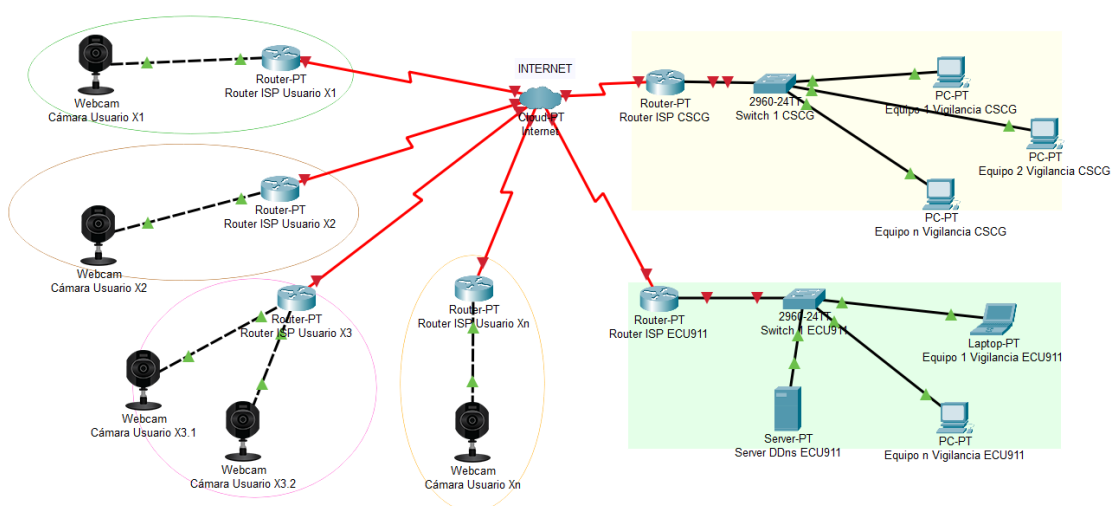 Webcam
Cámara Usuario X1
Router-PT
Router ISP Usuario X1
INTERNET
Cloud-PT
Internet
Router-PT
Router ISP CSCG
2960-24TT
Switch 1 CSCG
PC-PT
Equipo 1 Vigilancia CSCG
PC-PT
Equipo 2 Vigilancia CSCG
PC-PT
Equipo n Vigilancia CSCG
Webcam
Cámara Usuario X2
Router-PT
Router ISP Usuario X2
Router-PT
Router ISP Usuario X3
Webcam
Cámara Usuario X3.1
Webcam
Cámara Usuario X3.2
Router-PT
Router ISP Usuario Xn
Webcam
Cámara Usuario Xn
Router-PT
Router ISP ECU911
2960-24TT
Switch 1 ECU911
Laptop-PT
Equipo 1 Vigilancia ECU911
Server-PT
Server DDns ECU911
PC-PT
Equipo n Vigilancia ECU911